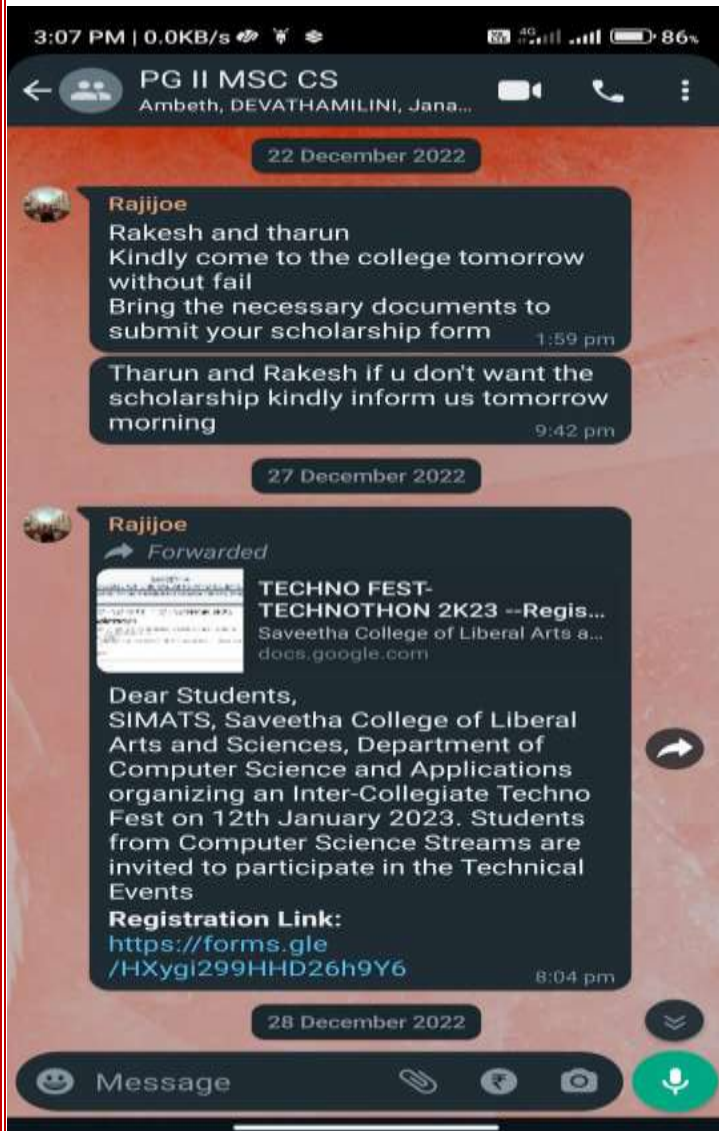 3:07 PM | 0.0KB/s
4G
86%
PG II MSC CS
Ambeth, DEVATHAMILINI, Jana...
22 December 2022
Rajijoe
Rakesh and tharun
Kindly come to the college tomorrow
without fail
Bring the necessary documents to
submit your scholarship form 1:59 pm
Tharun and Rakesh if u don't want the
scholarship kindly inform us tomorrow
morning 9:42 pm
27 December 2022
Rajijoe
Forwarded
TECHNO FEST-
TECHNOTHON 2K23 --Regis...
Saveetha College of Liberal Arts a...
docs.google.com
Dear Students,
SIMATS, Saveetha College of Liberal
Arts and Sciences, Department of
Computer Science and Applications
organizing an Inter-Collegiate Techno
Fest on 12th January 2023. Students
from Computer Science Streams are
invited to participate in the Technical
Events
Registration Link:
https://forms.gle
/HXygi299HHD26h9Y6 8:04 pm
28 December 2022
Message